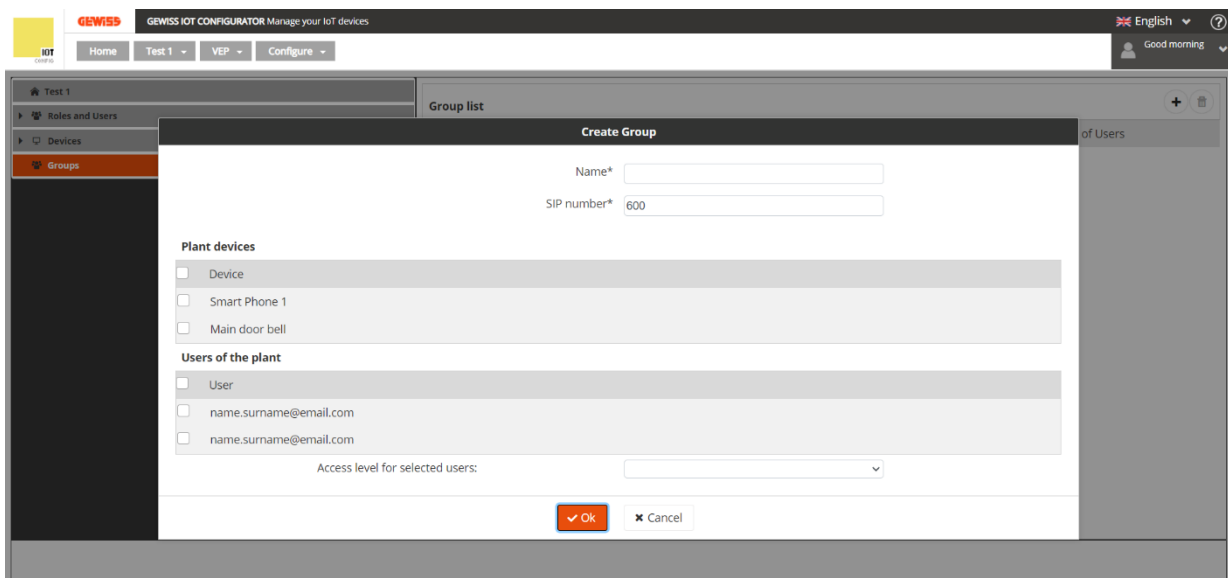 GEWISS GEWISS IOT CONFIGURATOR Manage your IoT devices English
IOT
CONFIG
Home Test 1 VEP Configure Good morning
Test 1
Roles and Users
Devices
Groups
Group list
of Users
Create Group
Name*
SIP number* 600
Plant devices
Device
Smart Phone 1
Main door bell
Users of the plant
User
name.surname@email.com
name.surname@email.com
Access level for selected users:
Ok Cancel